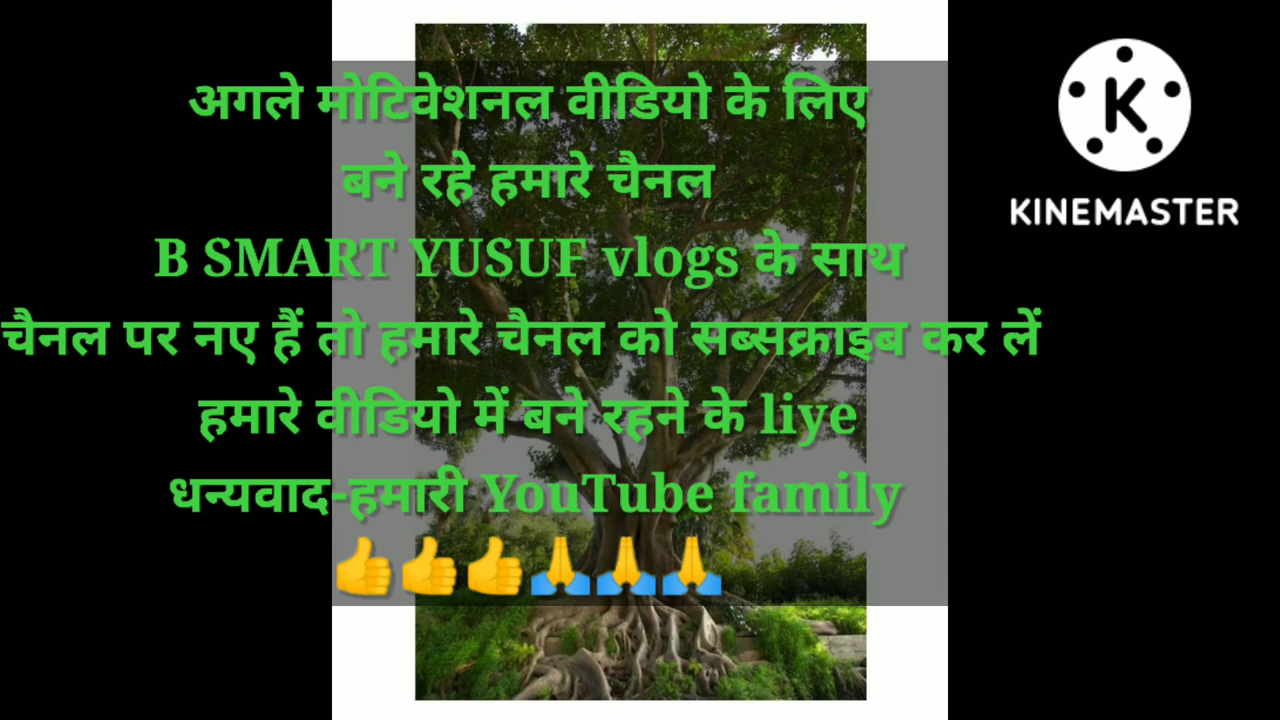 अगले मोटिवेशनल वीडियो के लिए
बने रहे हमारे चैनल
B SMART YUSUF vlogs के साथ
चैनल पर नए हैं तो हमारे चैनल को सब्सक्राइब कर लें
हमारे वीडियो में बने रहने के liye
धन्यवाद-हमारी YouTube family
👍👍👍🙏🙏🙏
K
KINEMASTER